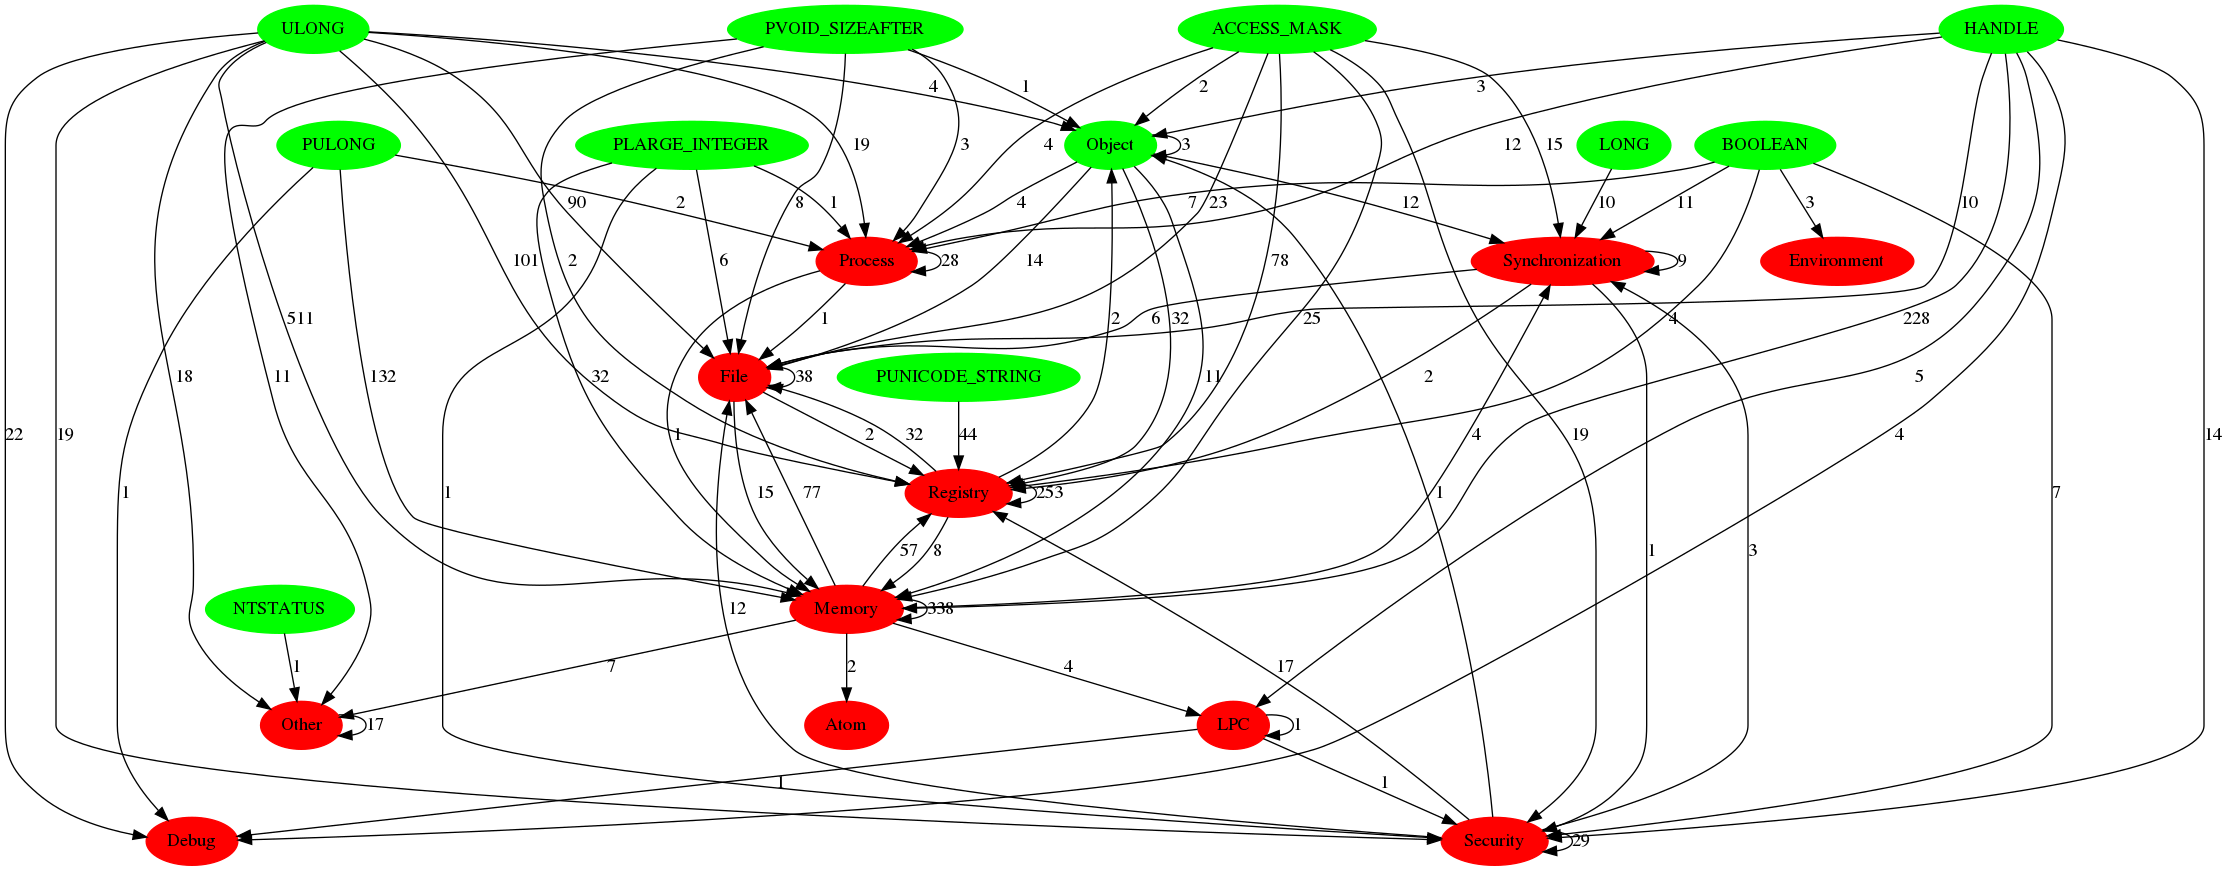 ULONG PVOID_SIZEAFTER ACCESS_MASK HANDLE
4 1 2 3
PULONG PLARGE_INTEGER 19 3 4 Object 3 12 15 LONG BOOLEAN
90 2 1 8 4 7 23 12 10 11 3 10
101 2 6 Process 28 14 78 Synchronization 9 Environment
18 511 11 132 32 1 6 32 25 2 4 228 5
File 38 PUNICODE_STRING 11
22 19 1 1 1 2 32 44 2 19 4 4 14
15 77 Registry 253 1 7
57 8 1 3
NTSTATUS 12 Memory 338
1 7 2 4 17
Other 17 Atom LPC 1
1 1
Debug Security 29